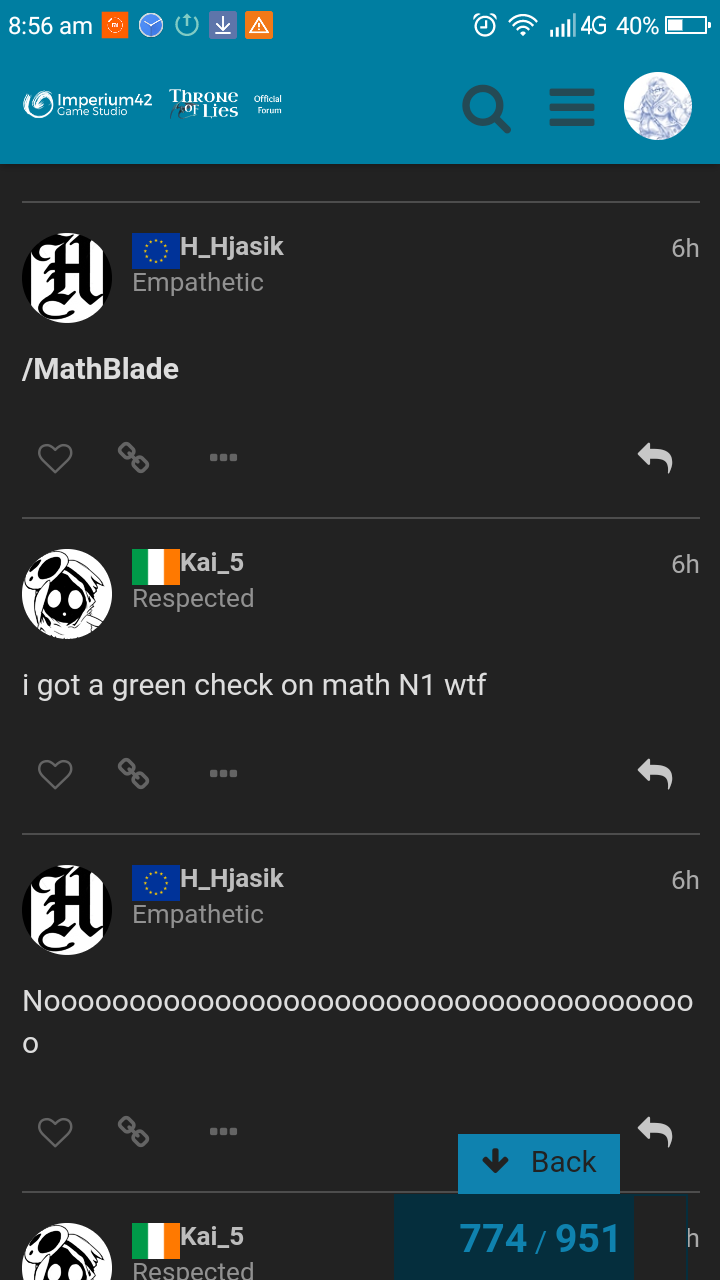 8:56 am 4G 40%
Imperium42 Game Studio THRONE OF LIES Official Forum
H_Hjasik 6h
Empathetic
/MathBlade
Kai_5 6h
Respected
i got a green check on math N1 wtf
H_Hjasik 6h
Empathetic
Nooooooooooooooooooooooooooooooooooooooo
o
Back
Kai_5 h
774 / 951
Respected